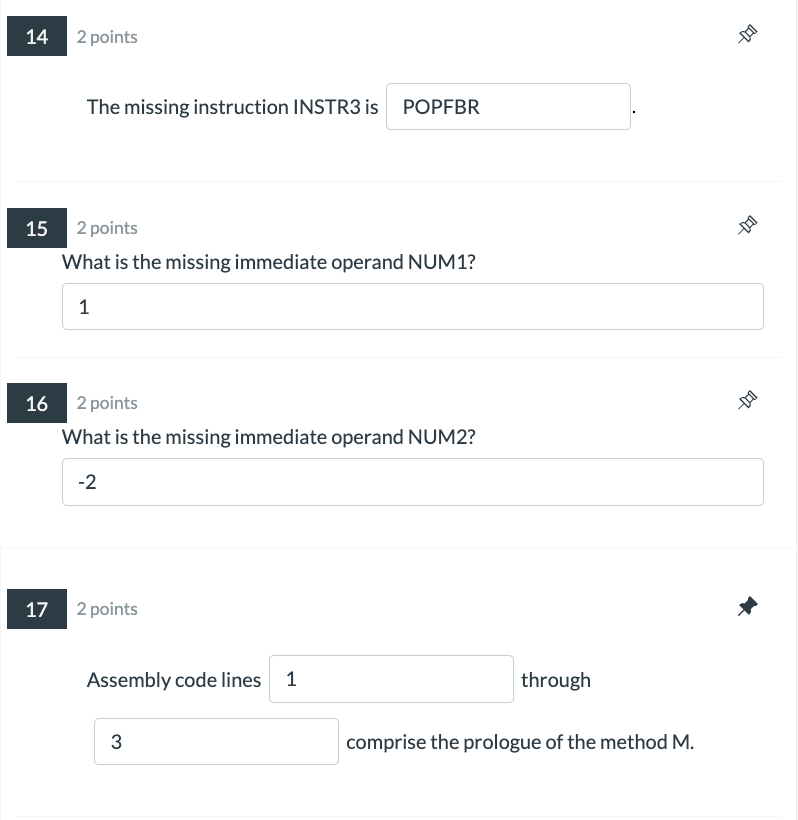 14 2 points
The missing instruction INSTR3 is POPFBR .
15 2 points
What is the missing immediate operand NUM1?
1
16 2 points
What is the missing immediate operand NUM2?
-2
17 2 points
Assembly code lines 1 through
3 comprise the prologue of the method M.